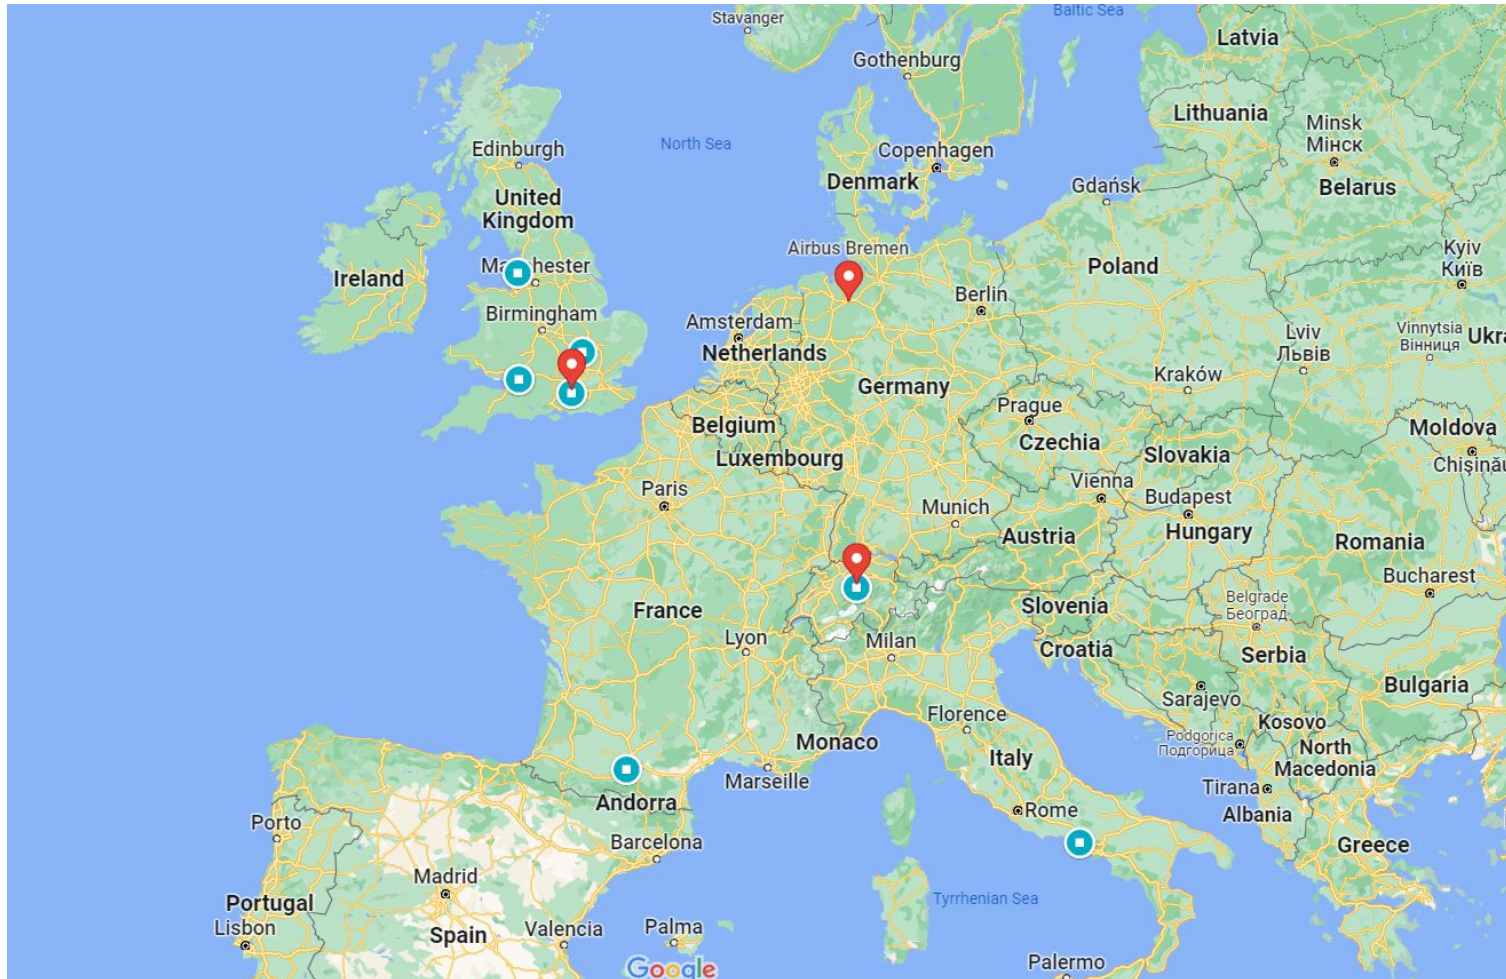 Stavanger
Baltic Sea
Latvia
Gothenburg
Lithuania
Minsk
Мінск
North Sea
Edinburgh
Copenhagen
Denmark
Gdańsk
Belarus
United
Kingdom
Airbus Bremen
Kyiv
Київ
Ireland
Poland
Berlin
Birmingham
Amsterdam
Netherlands
Lviv
Львів
Vinnytsia
Вінниця
Ukra
Germany
Kraków
Prague
Czechia
Belgium
Luxembourg
Slovakia
Moldova
Chişinău
Paris
Vienna
Budapest
Munich
Austria
Hungary
Romania
Bucharest
France
Slovenia
Belgrade
Београд
Lyon
Milan
Croatia
Serbia
Sarajevo
Bulgaria
Florence
Kosovo
Monaco
Podgorica
Подгорица
Italy
North
Macedonia
Marseille
Tirana
Andorra
Rome
Albania
Porto
Barcelona
Greece
Madrid
Portugal
Tyrrhenian Sea
Lisbon
Spain
Valencia
Palma
Google
Palermo